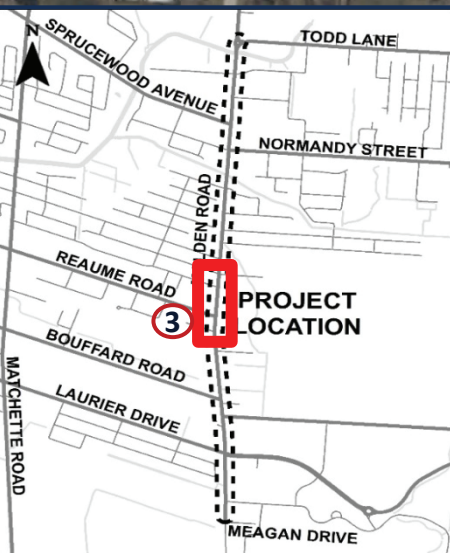 N
TODD LANE
SPRUCEWOOD AVENUE
NORMANDY STREET
LDEN ROAD
REAUME ROAD
PROJECT
LOCATION
3
BOUFFARD ROAD
MATCHETTE ROAD
LAURIER DRIVE
MEAGAN DRIVE